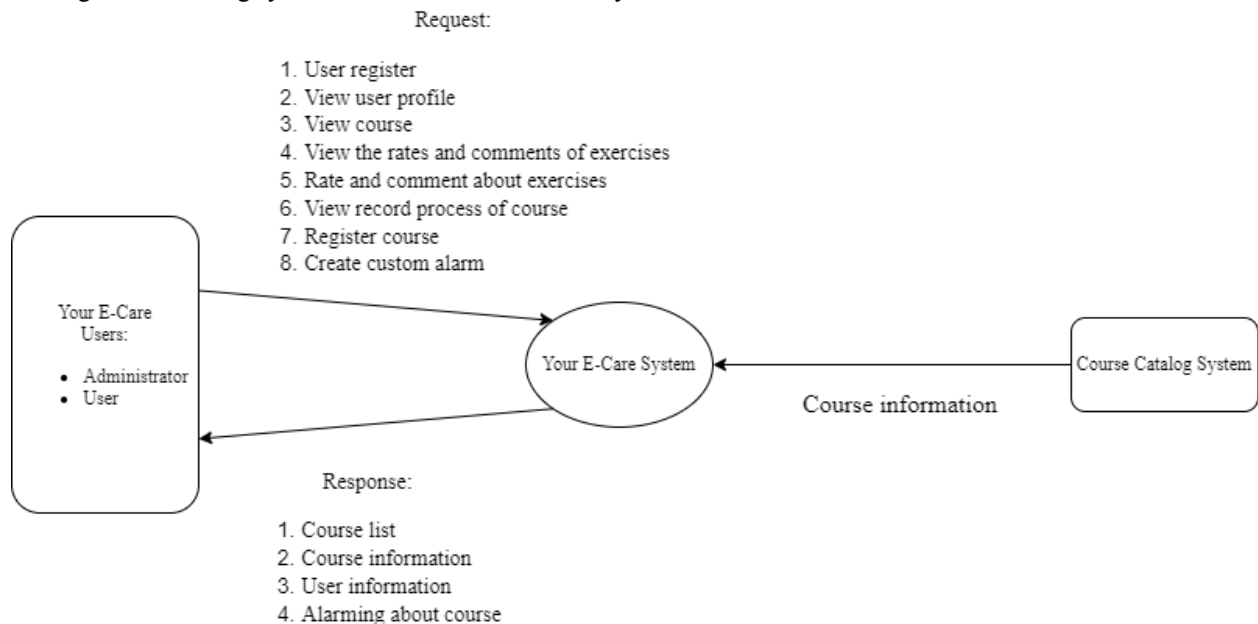 Request:
1. User register
2. View user profile
3. View course
4. View the rates and comments of exercises
5. Rate and comment about exercises
6. View record process of course
7. Register course
8. Create custom alarm
Your E-Care
Users:
• Administrator
• User
Your E-Care System
Course Catalog System
Course information
Response:
1. Course list
2. Course information
3. User information
4. Alarming about course